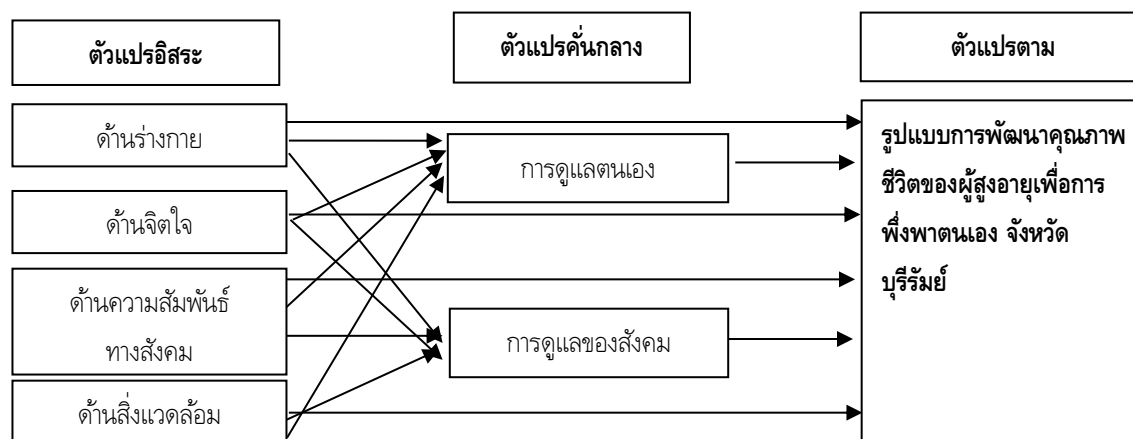 ตัวแปรอิสระ
ตัวแปรคั่นกลาง
ตัวแปรตาม
ด้านร่างกาย
ด้านจิตใจ
ด้านความสัมพันธ์
ทางสังคม
ด้านสิ่งแวดล้อม
การดูแลตนเอง
การดูแลของสังคม
รูปแบบการพัฒนาคุณภาพ
ชีวิตของผู้สูงอายุเพื่อการ
พึ่งพาตนเอง จังหวัด
บุรีรัมย์